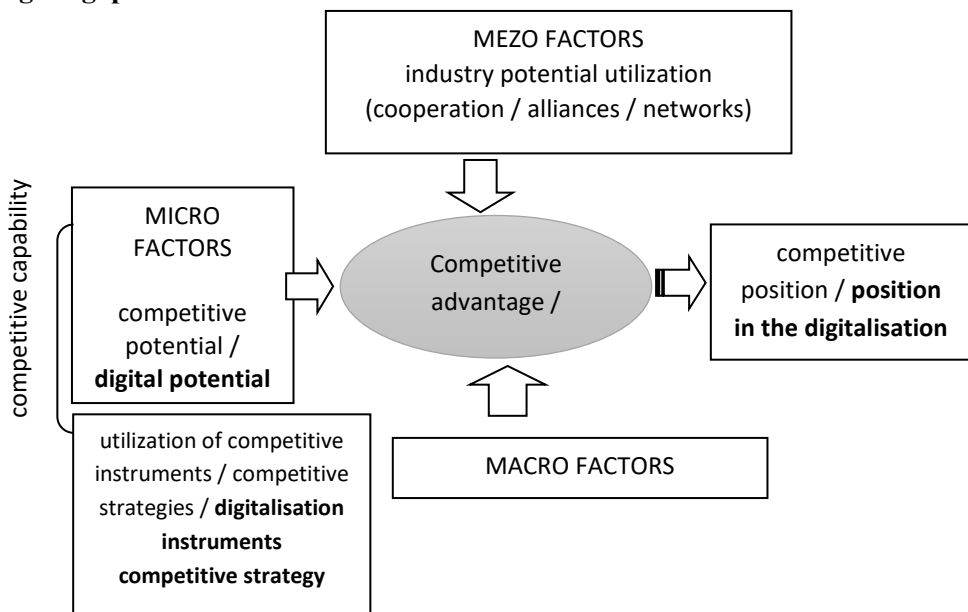 MEZO FACTORS
industry potential utilization
(cooperation / alliances / networks)
competitive capability
MICRO
FACTORS
competitive
potential /
digital potential
Competitive
advantage /
competitive
position / position
in the digitalisation
utilization of competitive
instruments / competitive
strategies / digitalisation
instruments
competitive strategy
MACRO FACTORS